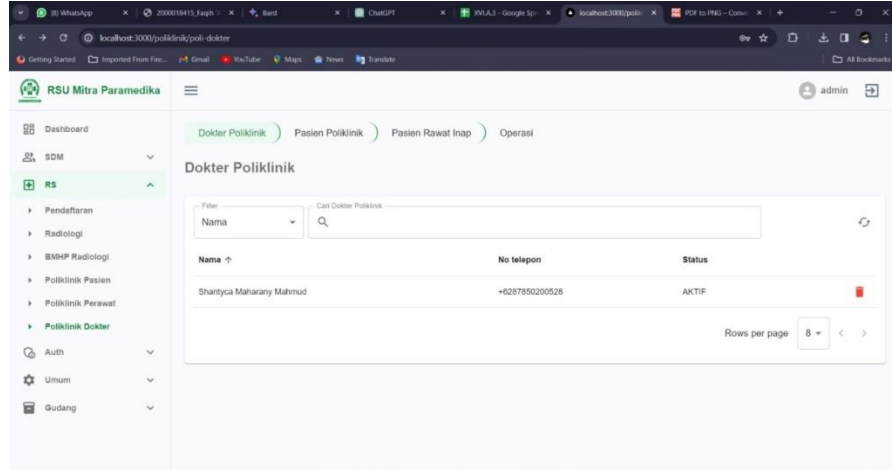 (8) WhatsApp
2000018415_Faqih
Bard
ChatGPT
XVI.A.3 - Google Sp
localhost:3000/polik
PDF to PNG – Conve
localhost:3000/poliklinik/poli-dokter
Getting Started
Imported From Fire...
Gmail
YouTube
Maps
News
Translate
All Bookmarks
RSU Mitra Paramedika
admin
Dashboard
SDM
RS
Pendaftaran
Radiologi
BMHP Radiologi
Poliklinik Pasien
Poliklinik Perawat
Poliklinik Dokter
Auth
Umum
Gudang
Dokter Poliklinik
Pasien Poliklinik
Pasien Rawat Inap
Operasi
Dokter Poliklinik
Filter
Nama
Cari Dokter Poliklinik
Nama No telepon Status
Shantyca Maharany Mahmud +6287850200528 AKTIF
Rows per page 8